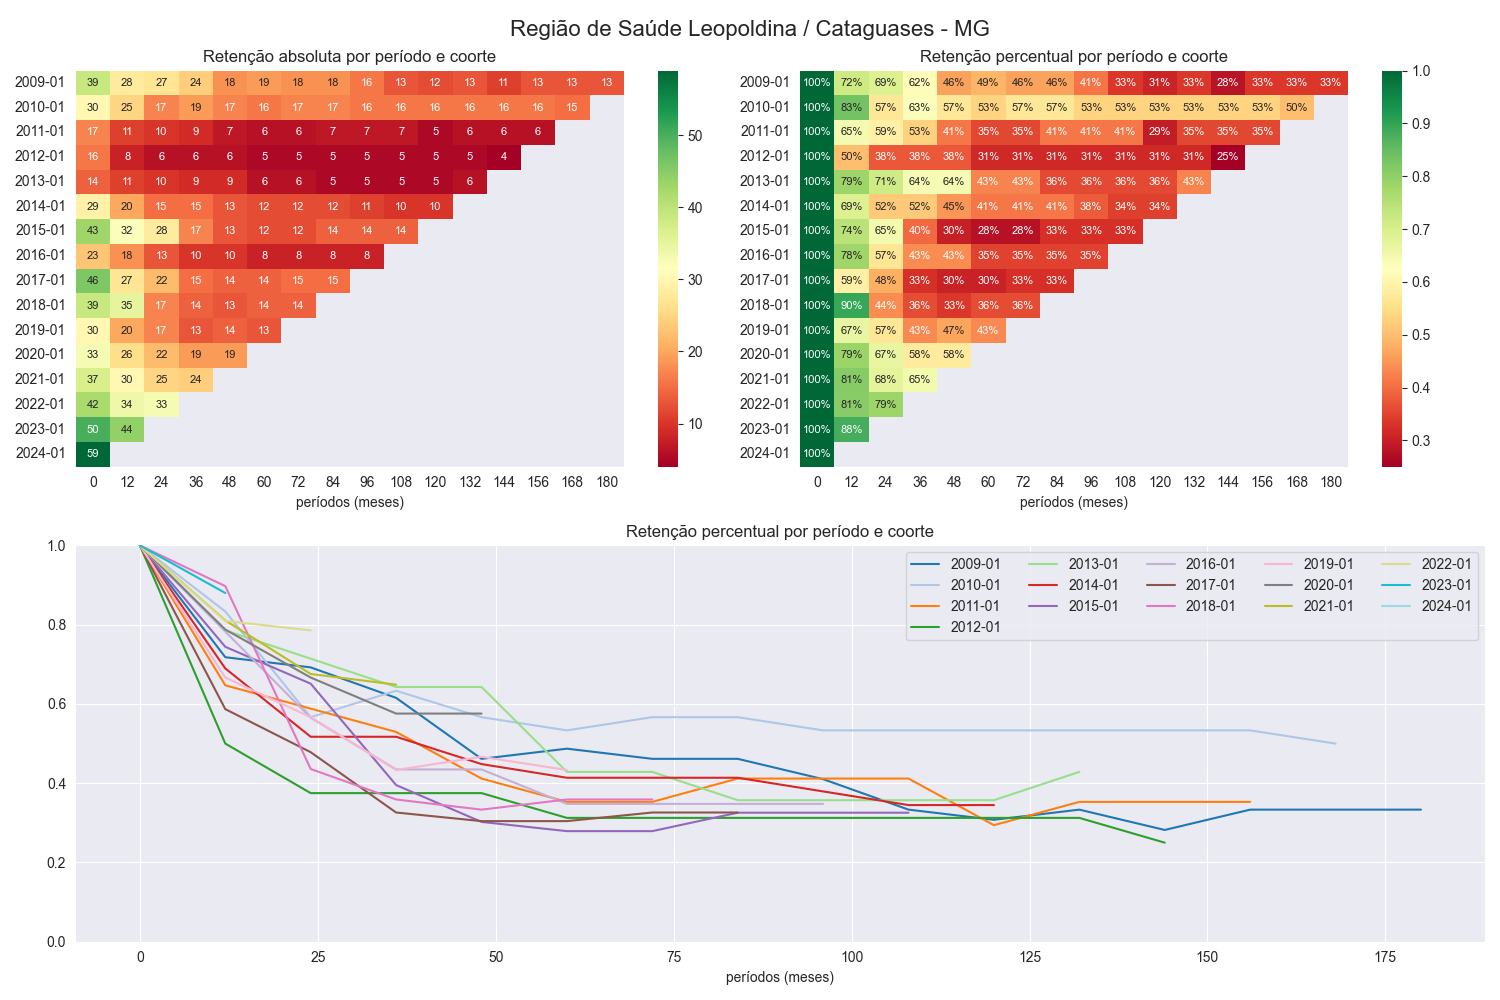 Região de Saúde Leopoldina / Cataguases - MG
Retenção absoluta por período e coorte
2009-01 39 28 27 24 18 19 18 18 16 13 12 13 11 13 13 13
2010-01 30 25 17 19 17 16 17 17 16 16 16 16 16 16 15
2011-01 17 11 10 9 7 6 6 7 7 7 5 6 6 6
2012-01 16 8 6 6 6 5 5 5 5 5 5 5 4
2013-01 14 11 10 9 9 6 6 5 5 5 5 6
2014-01 29 20 15 15 13 12 12 12 11 10 10
2015-01 43 32 28 17 13 12 12 14 14 14
2016-01 23 18 13 10 10 8 8 8 8
2017-01 46 27 22 15 14 14 15 15
2018-01 39 35 17 14 13 14 14
2019-01 30 20 17 13 14 13
2020-01 33 26 22 19 19
2021-01 37 30 25 24
2022-01 42 34 33
2023-01 50 44
2024-01 59
0 12 24 36 48 60 72 84 96 108 120 132 144 156 168 180
períodos (meses)
50
40
30
20
10
Retenção percentual por período e coorte
2009-01 100% 72% 69% 62% 46% 49% 46% 46% 41% 33% 31% 33% 28% 33% 33% 33%
2010-01 100% 83% 57% 63% 57% 53% 57% 57% 53% 53% 53% 53% 53% 53% 50%
2011-01 100% 65% 59% 53% 41% 35% 35% 41% 41% 41% 29% 35% 35% 35%
2012-01 100% 50% 38% 38% 38% 31% 31% 31% 31% 31% 31% 31% 25%
2013-01 100% 79% 71% 64% 64% 43% 43% 36% 36% 36% 36% 43%
2014-01 100% 69% 52% 52% 45% 41% 41% 41% 38% 34% 34%
2015-01 100% 74% 65% 40% 30% 28% 28% 33% 33% 33%
2016-01 100% 78% 57% 43% 43% 35% 35% 35% 35%
2017-01 100% 59% 48% 33% 30% 30% 33% 33%
2018-01 100% 90% 44% 36% 33% 36% 36%
2019-01 100% 67% 57% 43% 47% 43%
2020-01 100% 79% 67% 58% 58%
2021-01 100% 81% 68% 65%
2022-01 100% 81% 79%
2023-01 100% 88%
2024-01 100%
0 12 24 36 48 60 72 84 96 108 120 132 144 156 168 180
períodos (meses)
1.0
0.9
0.8
0.7
0.6
0.5
0.4
0.3
Retenção percentual por período e coorte
1.0
0.8
0.6
0.4
0.2
0.0
2009-01 2013-01 2016-01 2019-01 2022-01
2010-01 2014-01 2017-01 2020-01 2023-01
2011-01 2015-01 2018-01 2021-01 2024-01
2012-01
0 25 50 75 100 125 150 175
períodos (meses)